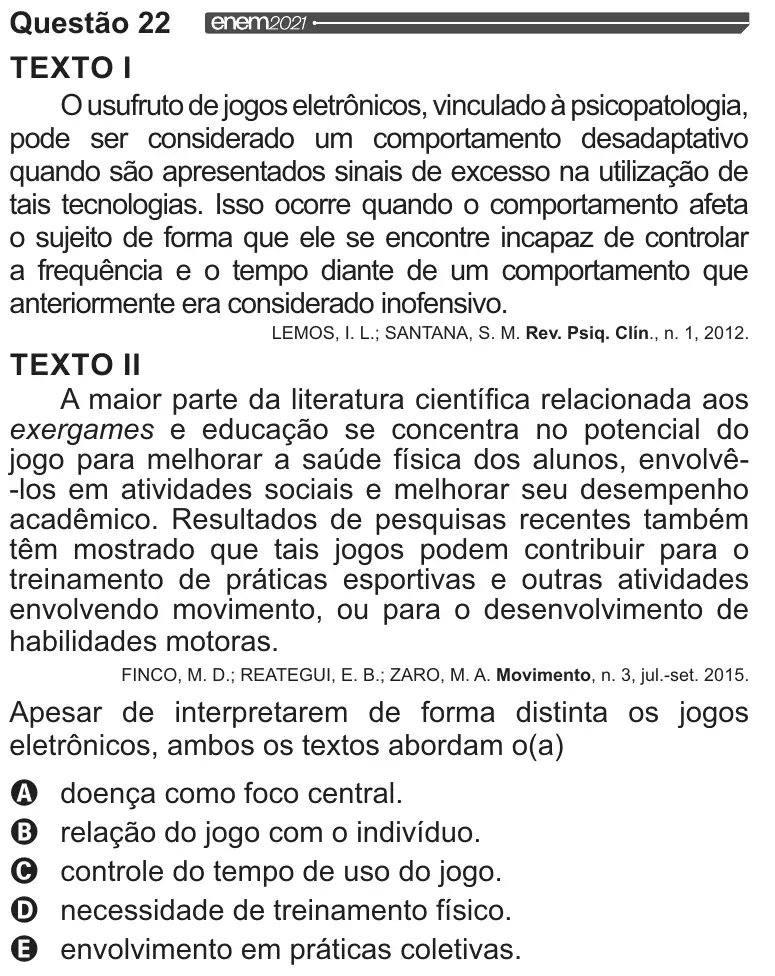 Questão 22 enem2021
TEXTO I
O usufruto de jogos eletrônicos, vinculado à psicopatologia,
pode ser considerado um comportamento desadaptativo
quando são apresentados sinais de excesso na utilização de
tais tecnologias. Isso ocorre quando o comportamento afeta
o sujeito de forma que ele se encontre incapaz de controlar
a frequência e o tempo diante de um comportamento que
anteriormente era considerado inofensivo.
LEMOS, I. L.; SANTANA, S. M. Rev. Psiq. Clín., n. 1, 2012.
TEXTO II
A maior parte da literatura científica relacionada aos
exergames e educação se concentra no potencial do
jogo para melhorar a saúde física dos alunos, envolvê-
-los em atividades sociais e melhorar seu desempenho
acadêmico. Resultados de pesquisas recentes também
têm mostrado que tais jogos podem contribuir para o
treinamento de práticas esportivas e outras atividades
envolvendo movimento, ou para o desenvolvimento de
habilidades motoras.
FINCO, M. D.; REATEGUI, E. B.; ZARO, M. A. Movimento, n. 3, jul.-set. 2015.
Apesar de interpretarem de forma distinta os jogos
eletrônicos, ambos os textos abordam o(a)
A doença como foco central.
B relação do jogo com o indivíduo.
C controle do tempo de uso do jogo.
D necessidade de treinamento físico.
E envolvimento em práticas coletivas.